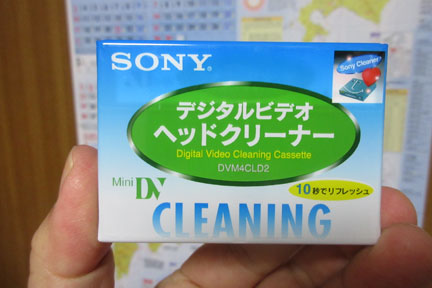 SONY®
Sony Cleaner
デジタルビデオ
ヘッドクリーナー
Digital Video Cleaning Cassette
DVM4CLD2
Mini DV
10秒でリフレッシュ
CLEANING